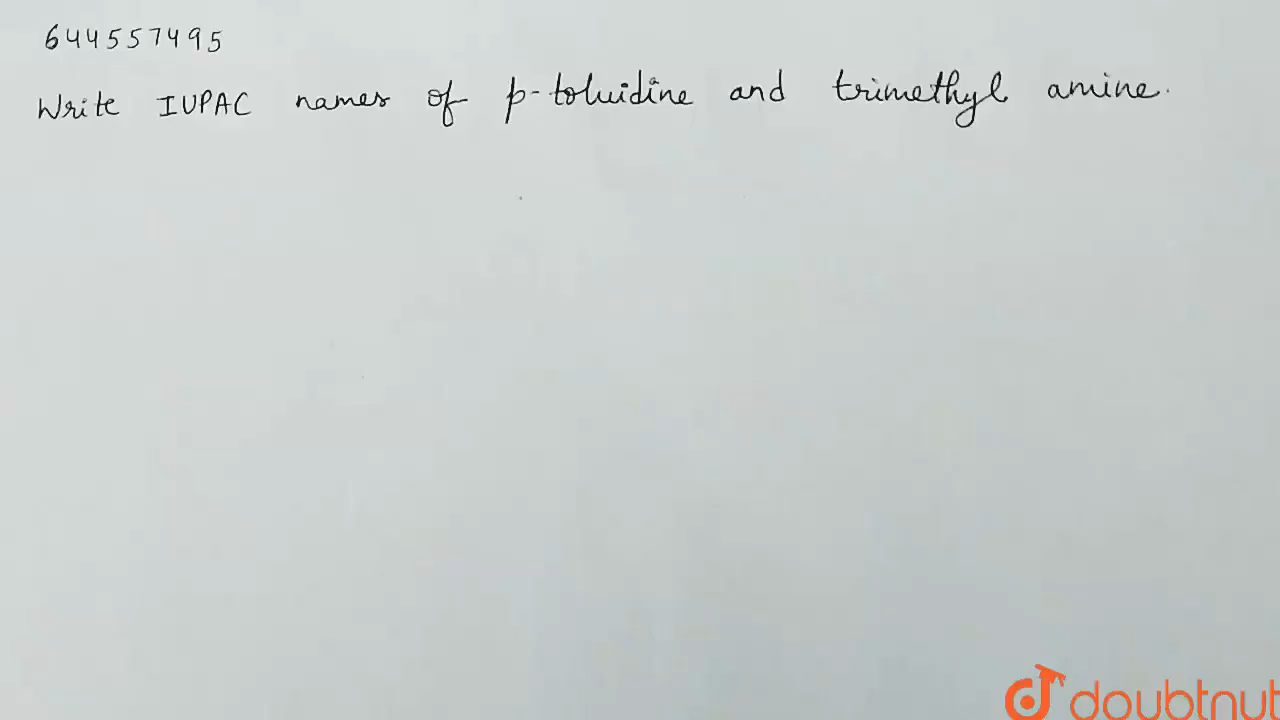 644557495
Write IUPAC names of p-toluidine and trimethyl amine.
doubtnut